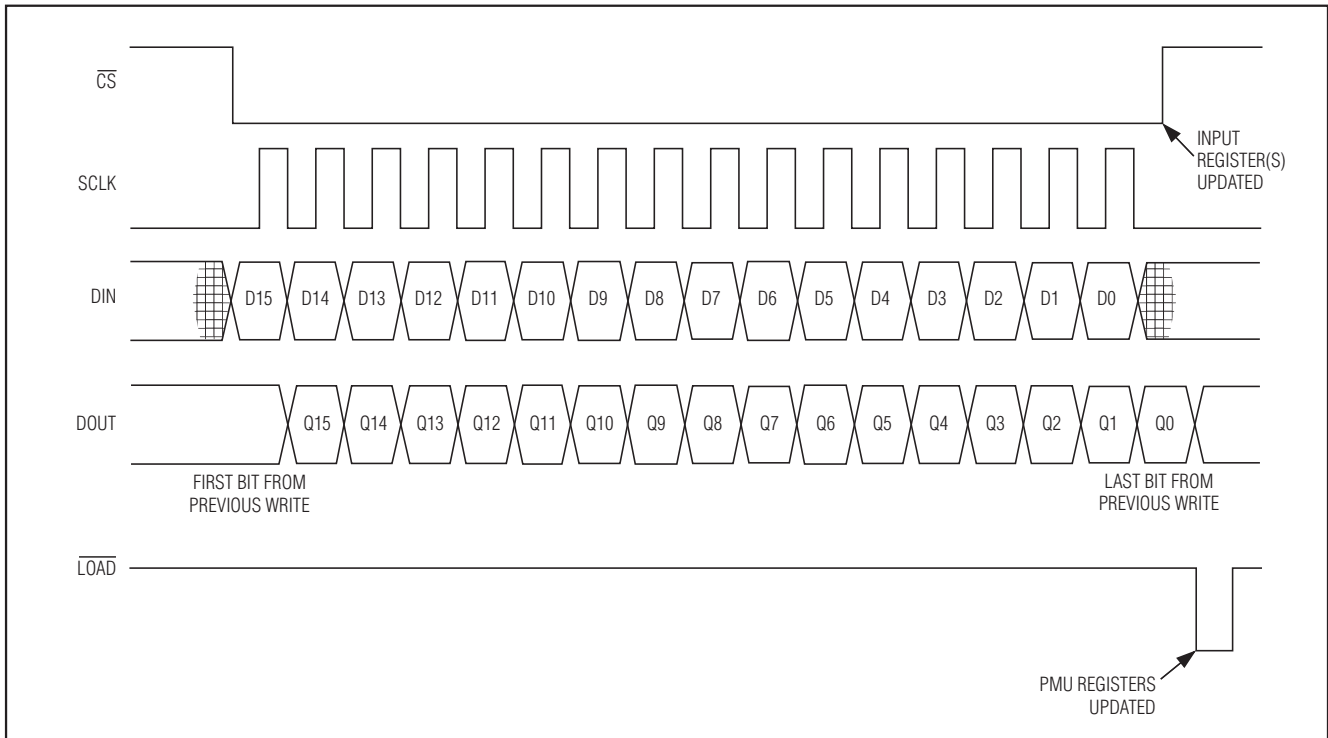 CS
INPUT
REGISTER(S)
UPDATED
SCLK
DIN D15 D14 D13 D12 D11 D10 D9 D8 D7 D6 D5 D4 D3 D2 D1 D0
DOUT Q15 Q14 Q13 Q12 Q11 Q10 Q9 Q8 Q7 Q6 Q5 Q4 Q3 Q2 Q1 Q0
FIRST BIT FROM
PREVIOUS WRITE
LAST BIT FROM
PREVIOUS WRITE
LOAD
PMU REGISTERS
UPDATED